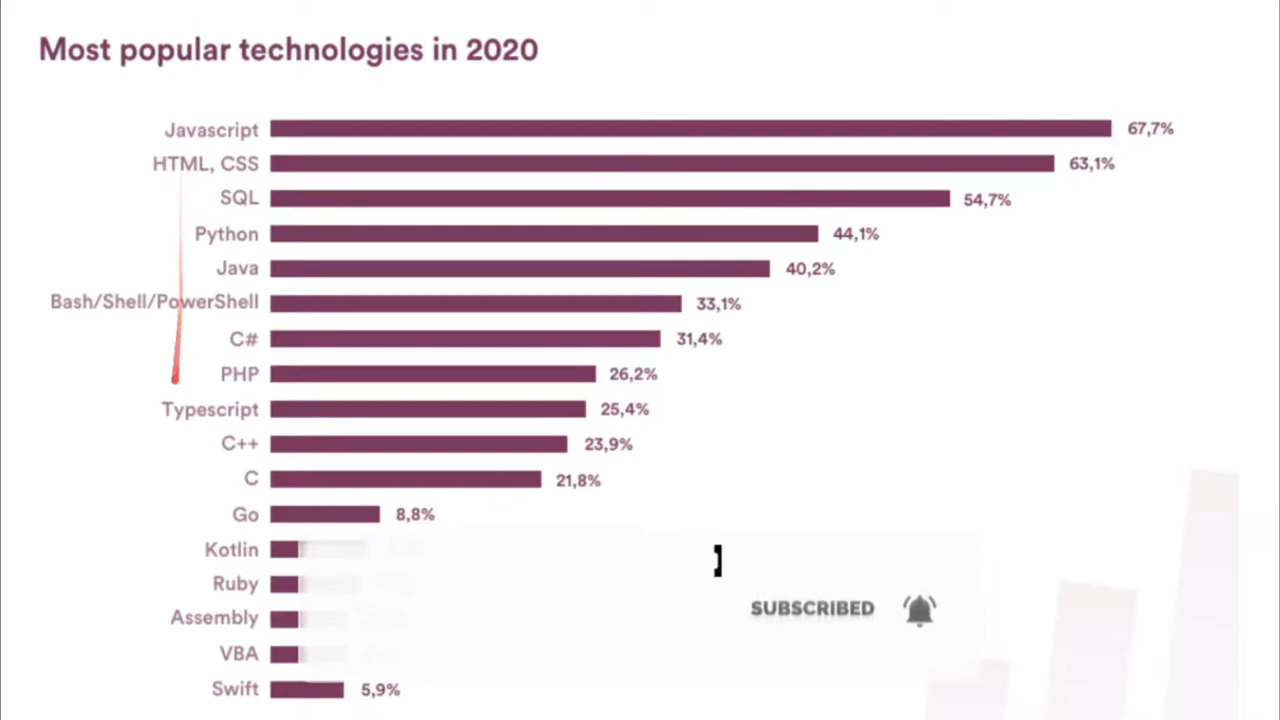 Most popular technologies in 2020
Javascript 67,7%
HTML, CSS 63,1%
SQL 54,7%
Python 44,1%
Java 40,2%
Bash/Shell/PowerShell 33,1%
C# 31,4%
PHP 26,2%
Typescript 25,4%
C++ 23,9%
C 21,8%
Go 8,8%
Kotlin
Ruby
Assembly
SUBSCRIBED
VBA
Swift 5,9%